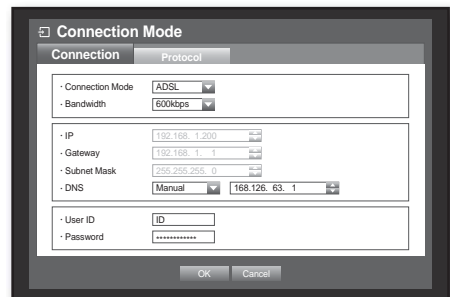 Connection Mode
Connection Protocol
· Connection Mode ADSL
· Bandwidth 600kbps
· IP 192.168. 1.200
· Gateway 192.168. 1. 1
· Subnet Mask 255.255.255. 0
· DNS Manual 168.126. 63. 1
· User ID ID
· Password ************
OK Cancel